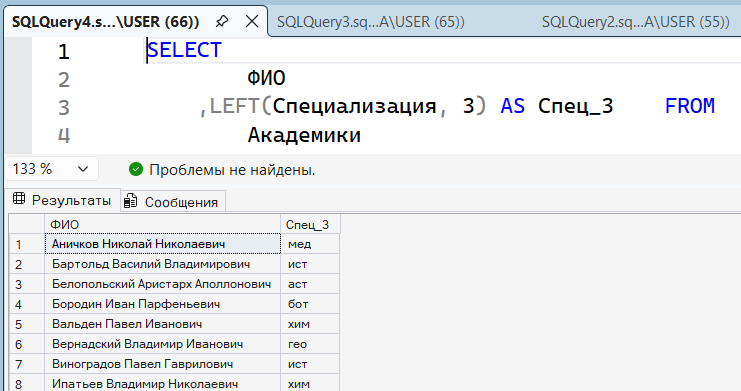 SQLQuery4.s...\USER (66)) SQLQuery3.sq...A\USER (65)) SQLQuery2.sq...A\USER (55))
1 SELECT
2 ФИО
3 ,LEFT(Специализация, 3) AS Спец_3 FROM
4 Академики
133 % Проблемы не найдены.
Результаты Сообщения
ФИО Спец_3
1 Аничков Николай Николаевич мед
2 Бартольд Василий Владимирович ист
3 Белопольский Аристарх Аполлонович аст
4 Бородин Иван Парфеньевич бот
5 Вальден Павел Иванович хим
6 Вернадский Владимир Иванович гео
7 Виноградов Павел Гаврилович ист
8 Ипатьев Владимир Николаевич хим